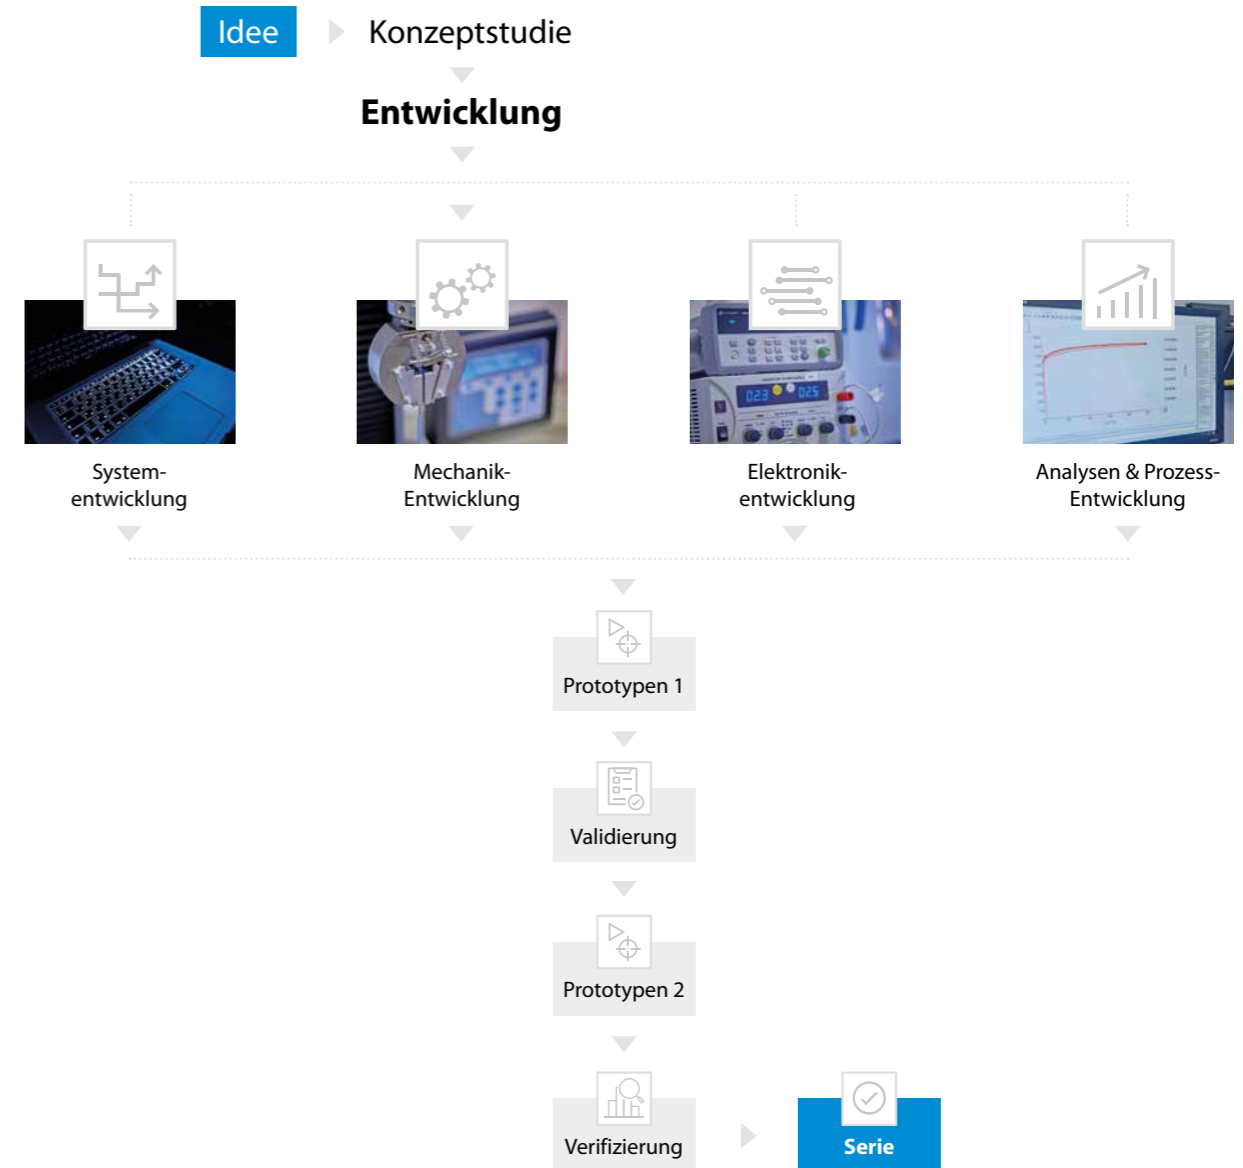 Idee
Konzeptstudie
Entwicklung
System-
entwicklung
Mechanik-
Entwicklung
Elektronik-
entwicklung
Analysen & Prozess-
Entwicklung
Prototypen 1
Validierung
Prototypen 2
Verifizierung
Serie